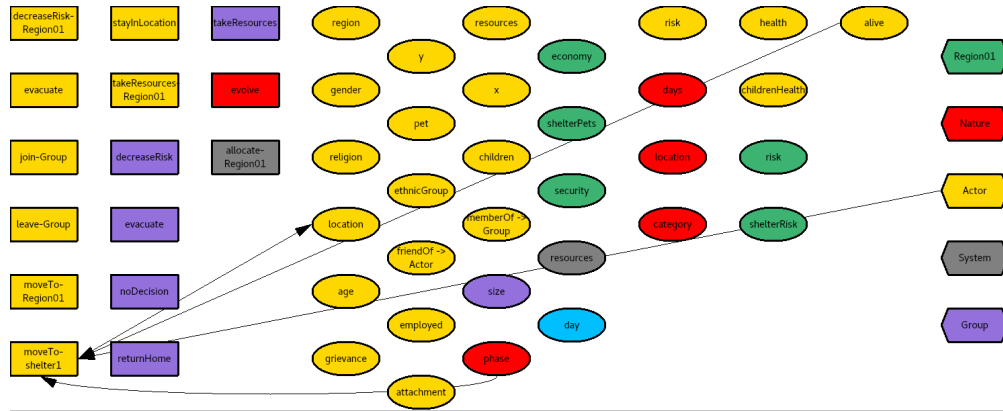 decreaseRisk-
Region01
stayInLocation
takeResources
region
resources
risk
health
alive
y
economy
Region01
evacuate
takeResources-
Region01
evolve
gender
x
days
childrenHealth
pet
shelterPets
Nature
join-Group
decreaseRisk
allocate-
Region01
religion
children
location
risk
ethnicGroup
security
Actor
leave-Group
evacuate
location
memberOf ->
Group
category
shelterRisk
friendOf ->
Actor
resources
System
moveTo-
Region01
noDecision
age
size
employed
day
Group
moveTo-
shelter1
returnHome
grievance
phase
attachment